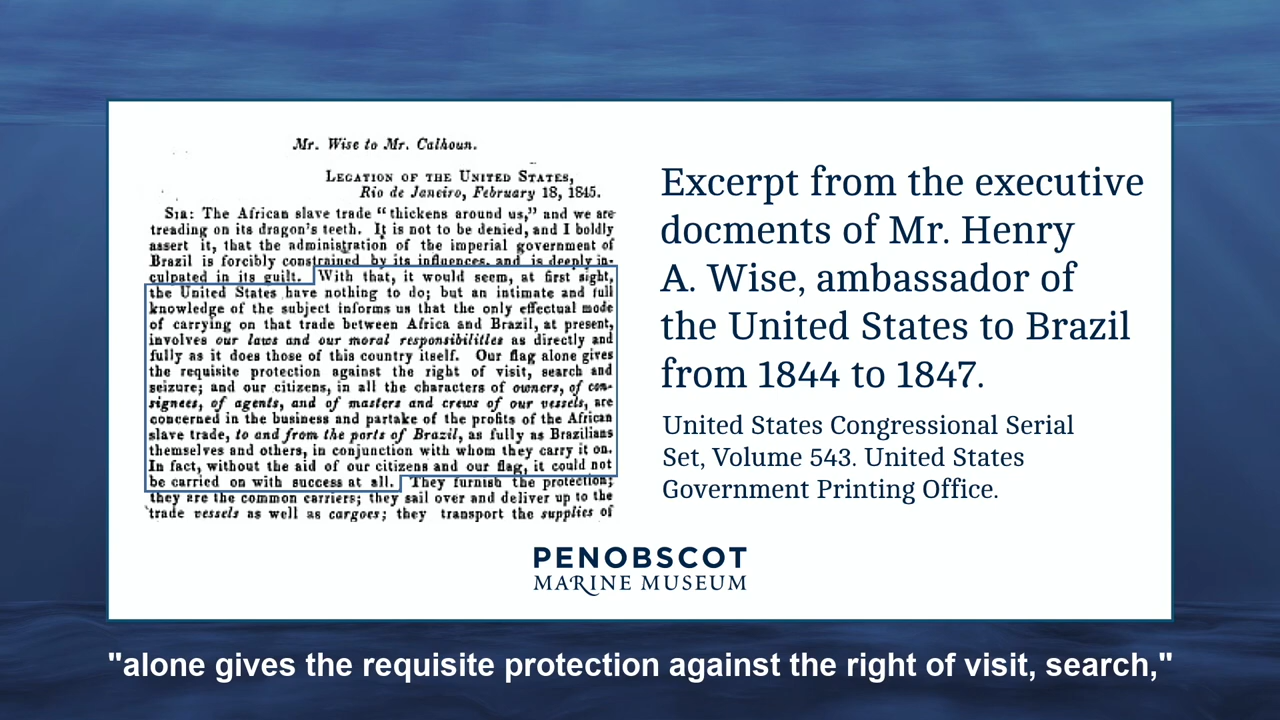 Mr. Wise to Mr. Calhoun.
LEGATION OF THE UNITED STATES,
Rio de Janeiro, February 18, 1845.
SIR: The African slave trade "thickens around us," and we are
treading on its dragon's teeth. It is not to be denied, and I boldly
assert it, that the administration of the imperial government of
Brazil is forcibly constrained by its influences, and is deeply in-
culpated in its guilt. With that, it would seem, at first sight,
the United States have nothing to do; but an intimate and full
knowledge of the subject informs us that the only effectual mode
of carrying on that trade between Africa and Brazil, at present,
involves our laws and our moral responsibilities as directly and
fully as it does those of this country itself. Our flag alone gives
the requisite protection against the right of visit, search and
seizure; and our citizens, in all the characters of owners, of con-
signees, of agents, and of masters and crews of our vessels, are
concerned in the business and partake of the profits of the African
slave trade, to and from the ports of Brazil, as fully as Brazilians
themselves and others, in conjunction with whom they carry it on.
In fact, without the aid of our citizens and our flag, it could not
be carried on with success at all. They furnish the protection;
they are the common carriers; they sail over and deliver up to the
trade vessels as well as cargoes; they transport the supplies of
Excerpt from the executive
docments of Mr. Henry
A. Wise, ambassador of
the United States to Brazil
from 1844 to 1847.
United States Congressional Serial
Set, Volume 543. United States
Government Printing Office.
PENOBSCOT
MARINE MUSEUM
"alone gives the requisite protection against the right of visit, search,"